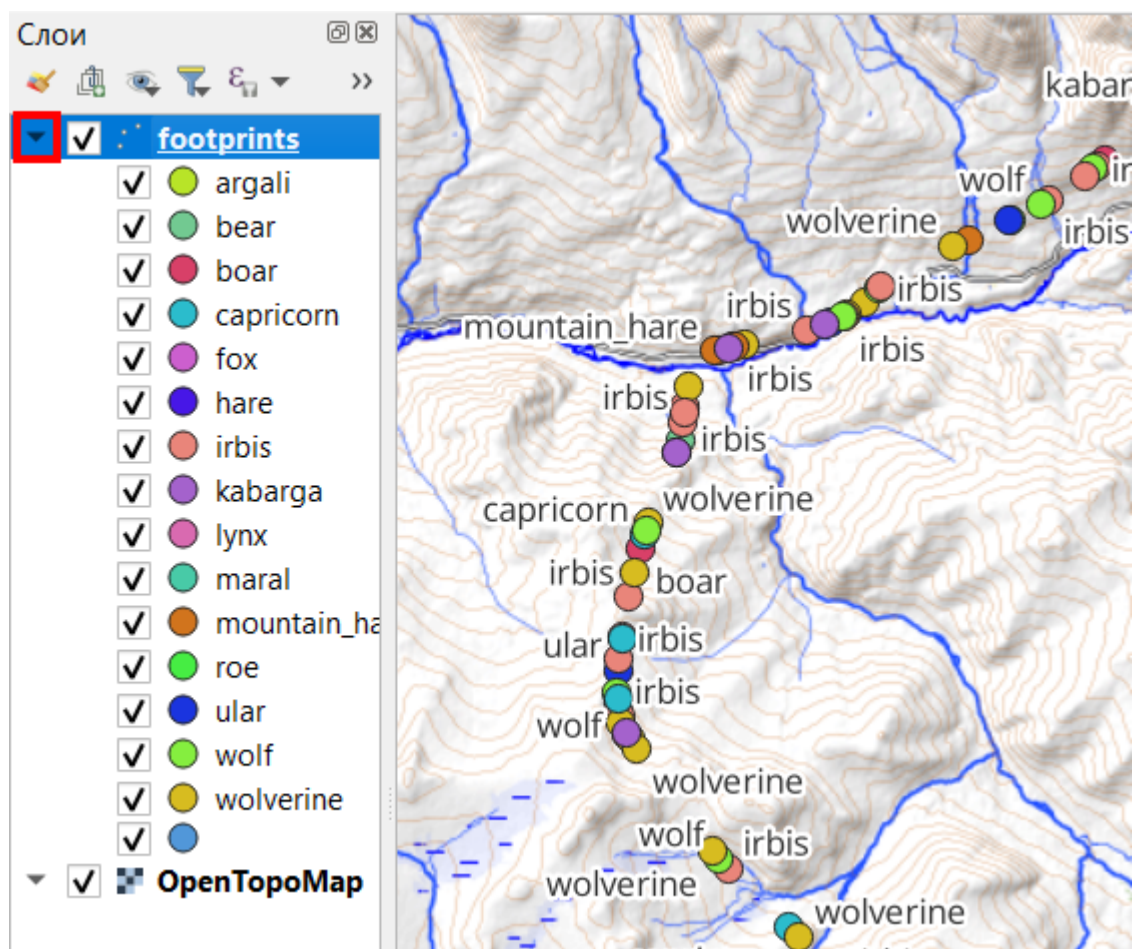 Слои
footprints
argali
bear
boar
capricorn
fox
hare
irbis
kabarga
lynx
maral
mountain_ha
roe
ular
wolf
wolverine
OpenTopoMap
kabar
wolf
ir
wolverine
irbis
irbis
irbis
mountain_hare
irbis
irbis
irbis
irbis
capricorn
wolverine
irbis
boar
ular
irbis
irbis
wolf
wolverine
wolf
irbis
wolverine
wolverine